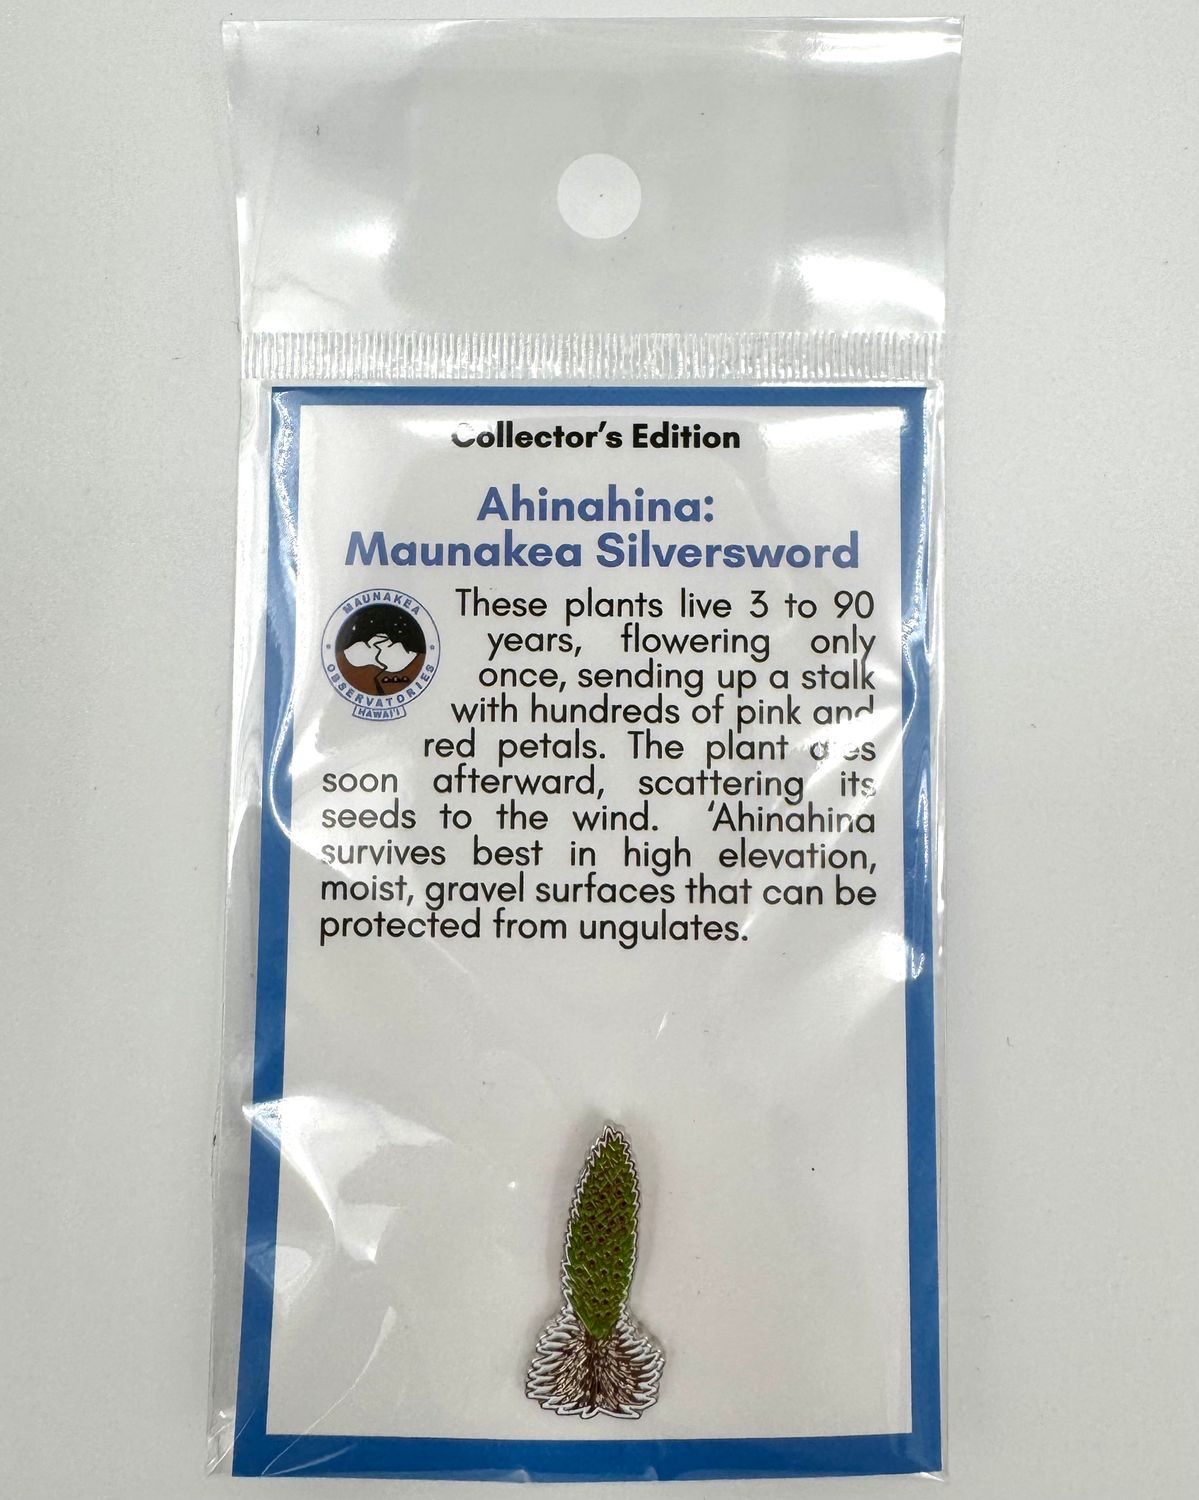 Collector's Edition
Ahinahina:
Maunakea Silversword
MAUNAKEA
OBSERVATORIES
HAWAI'I
These plants live 3 to 90
years, flowering only
once, sending up a stalk
with hundreds of pink and
red petals. The plant dies
soon afterward, scattering its
seeds to the wind. ‘Ahinahina
survives best in high elevation,
moist, gravel surfaces that can be
protected from ungulates.